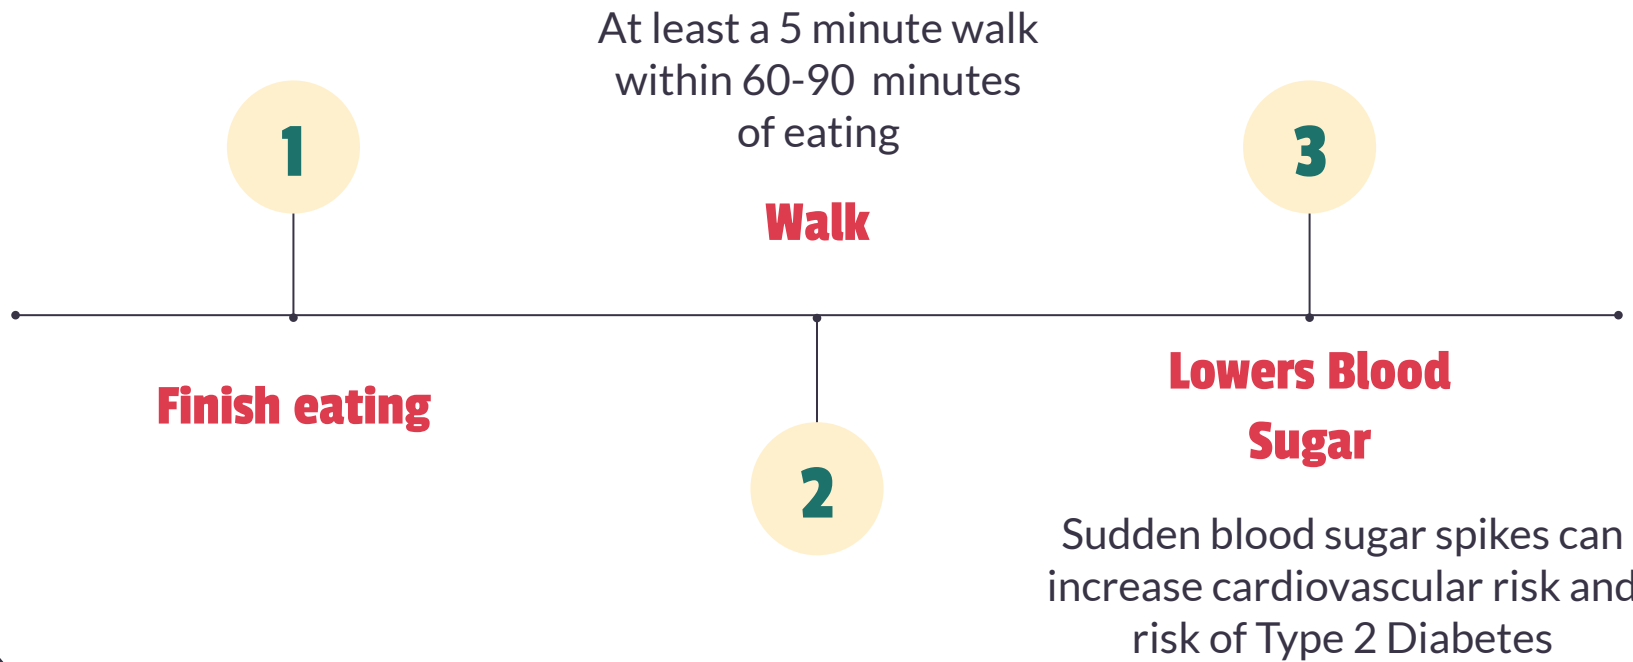 1
Finish eating
At least a 5 minute walk
within 60-90 minutes
of eating
Walk
2
3
Lowers Blood
Sugar
Sudden blood sugar spikes can
increase cardiovascular risk and
risk of Type 2 Diabetes